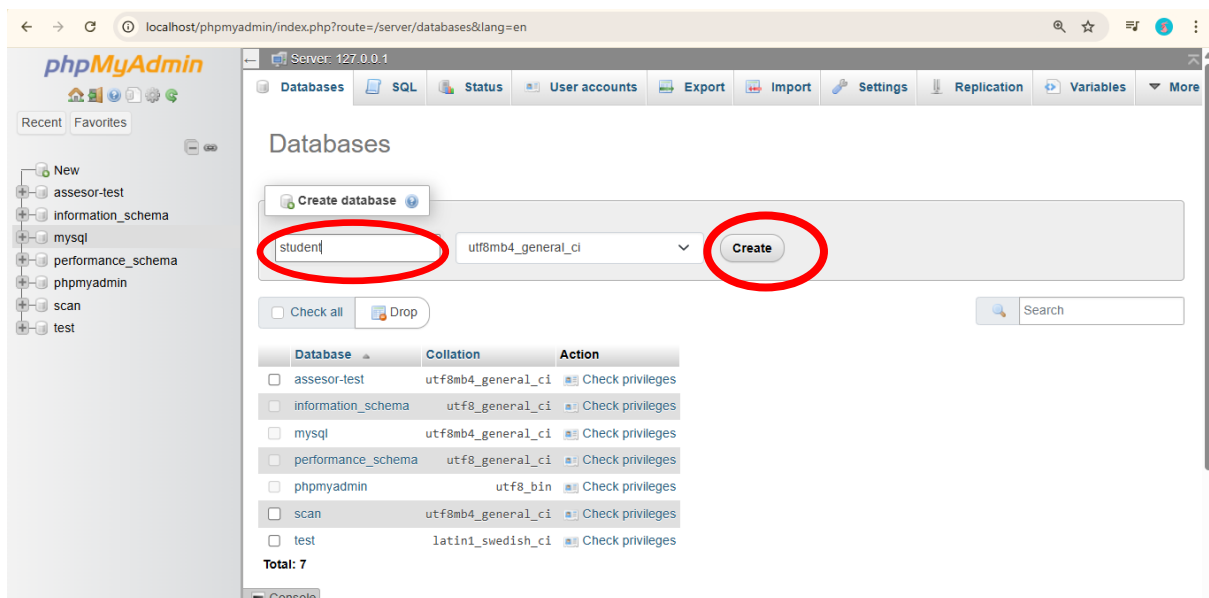 localhost/phpmyadmin/index.php?route=/server/databases&lang=en
phpMyAdmin
Recent Favorites
New
assesor-test
information_schema
mysql
performance_schema
phpmyadmin
scan
test
Server: 127.0.0.1
Databases SQL Status User accounts Export Import Settings Replication Variables More
Databases
Create database
student utf8mb4_general_ci Create
Check all Drop Search
Database Collation Action
assesor-test utf8mb4_general_ci Check privileges
information_schema utf8_general_ci Check privileges
mysql utf8mb4_general_ci Check privileges
performance_schema utf8_general_ci Check privileges
phpmyadmin utf8_bin Check privileges
scan utf8mb4_general_ci Check privileges
test latin1_swedish_ci Check privileges
Total: 7
Console